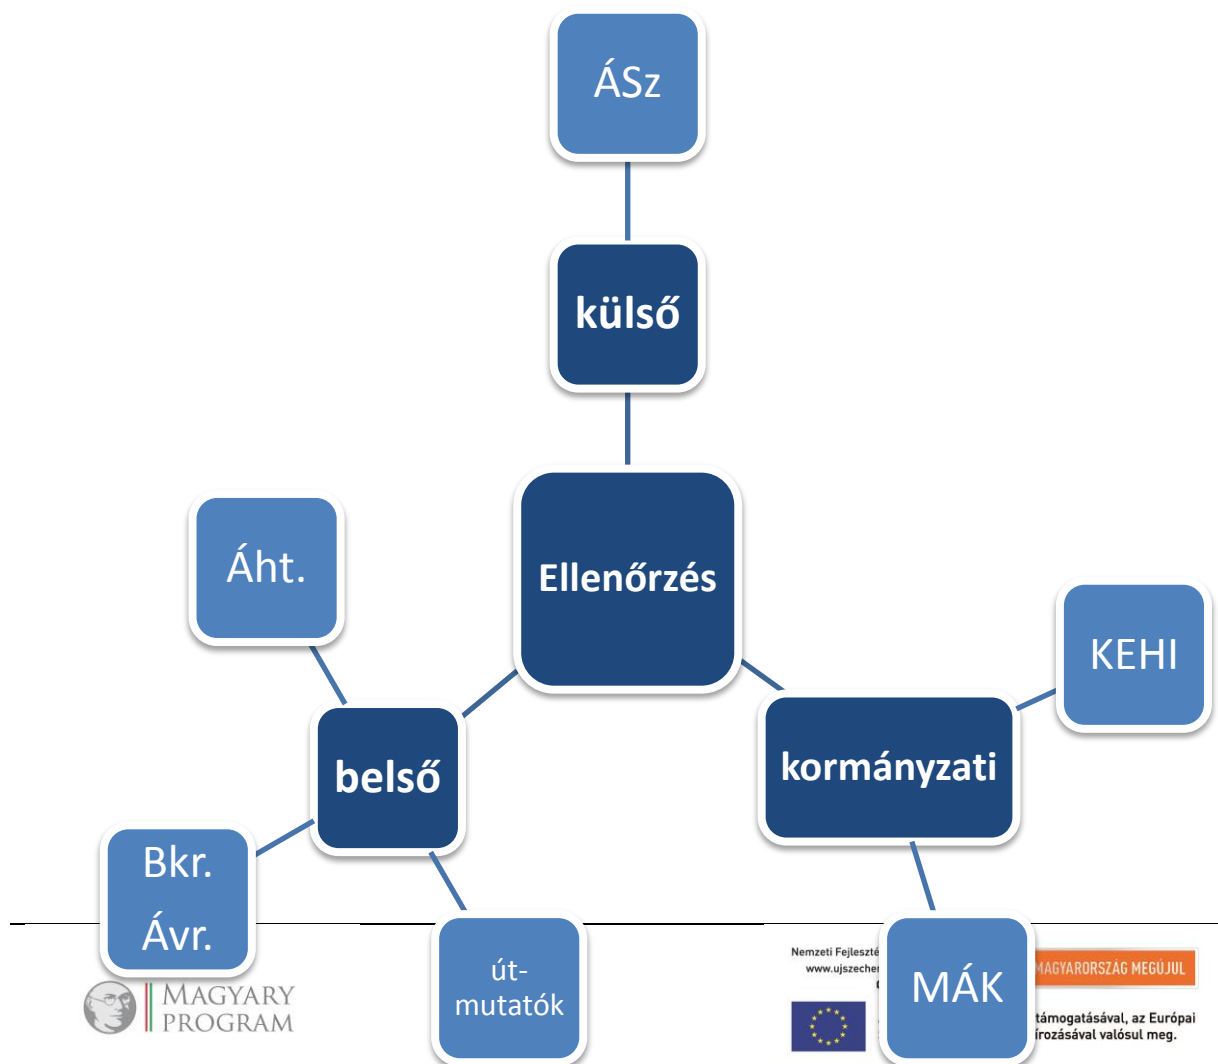 ÁSz
külső
Ellenőrzés
Áht.
KEHI
belső
kormányzati
Bkr.
Ávr.
út-
mutatók
MÁK
MAGYARY
PROGRAM
Nemzeti
MAGYARORSZÁG MEGÚJUL
támogatásával, az Európai
valósul meg.